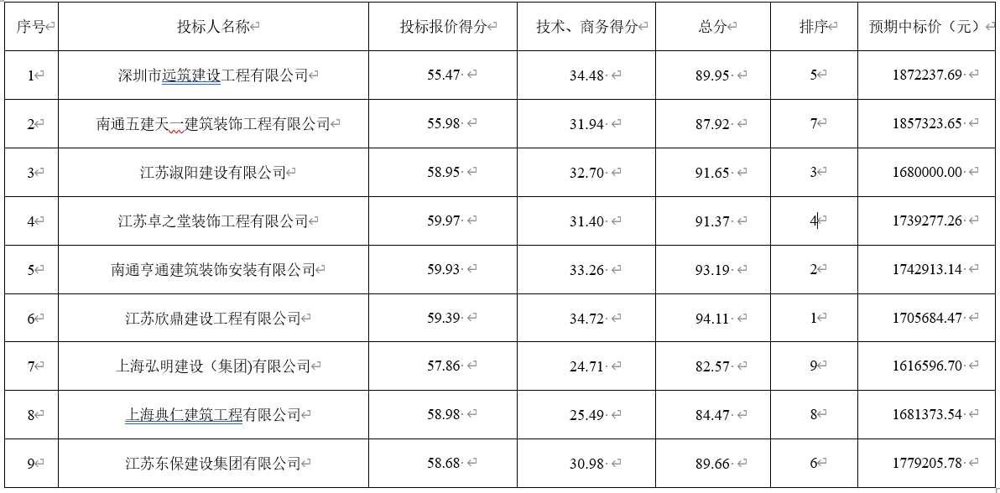 序号 投标人名称 投标报价得分 技术、商务得分 总分 排序 预期中标价（元）
1 深圳市远筑建设工程有限公司 55.47 34.48 89.95 5 1872237.69
2 南通五建天一建筑装饰工程有限公司 55.98 31.94 87.92 7 1857323.65
3 江苏淑阳建设有限公司 58.95 32.70 91.65 3 1680000.00
4 江苏卓之堂装饰工程有限公司 59.97 31.40 91.37 4 1739277.26
5 南通亨通建筑装饰安装有限公司 59.93 33.26 93.19 2 1742913.14
6 江苏欣鼎建设工程有限公司 59.39 34.72 94.11 1 1705684.47
7 上海弘明建设（集团)有限公司 57.86 24.71 82.57 9 1616596.70
8 上海典仁建筑工程有限公司 58.98 25.49 84.47 8 1681373.54
9 江苏东保建设集团有限公司 58.68 30.98 89.66 6 1779205.78